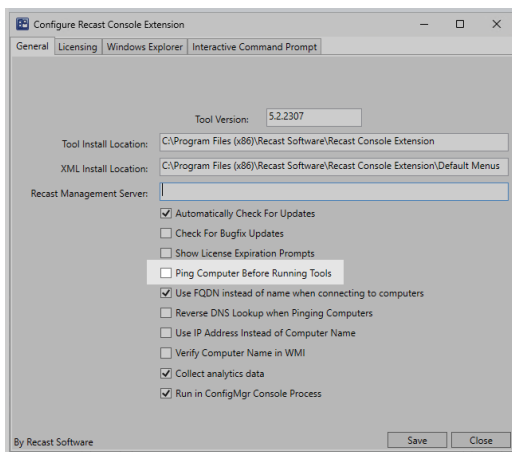 Configure Recast Console Extension
General Licensing Windows Explorer Interactive Command Prompt
Tool Version: 5.2.2307
Tool Install Location: C:\Program Files (x86)\Recast Software\Recast Console Extension
XML Install Location: C:\Program Files (x86)\Recast Software\Recast Console Extension\Default Menus
Recast Management Server:
Automatically Check For Updates
Check For Bugfix Updates
Show License Expiration Prompts
Ping Computer Before Running Tools
Use FQDN instead of name when connecting to computers
Reverse DNS Lookup when Pinging Computers
Use IP Address Instead of Computer Name
Verify Computer Name in WMI
Collect analytics data
Run in ConfigMgr Console Process
By Recast Software Save Close